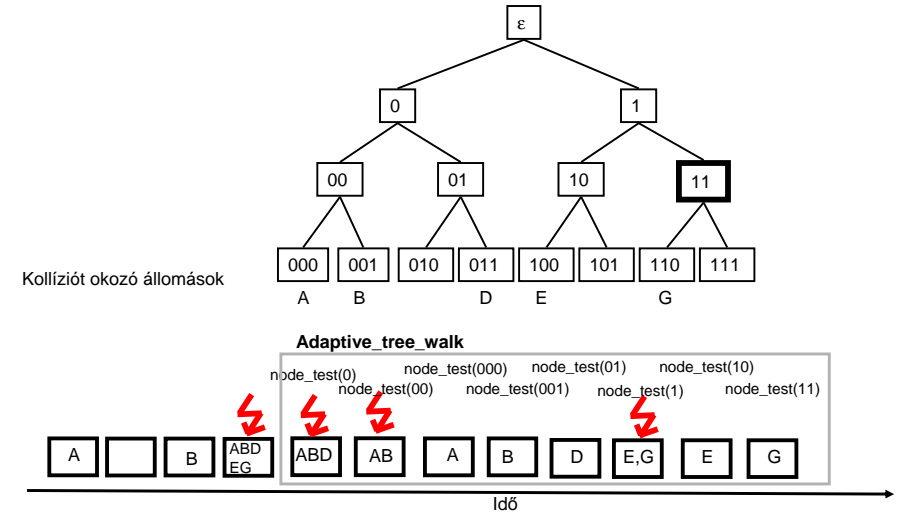 ε
0 1
00 01 10 11
000 001 010 011 100 101 110 111
Kollíziót okozó állomások
A B D E G
Adaptive_tree_walk
node_test(0) node_test(000) node_test(01) node_test(10)
node_test(00) node_test(001) node_test(1) node_test(11)
A B ABD ABD AB A B D E,G E G
EG
Idő